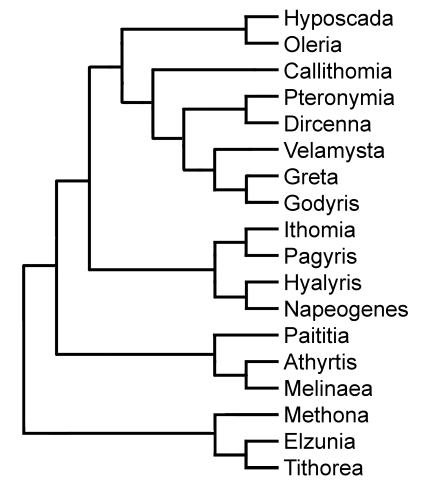 Hyposcada
Oleria
Callithomia
Pteronymia
Dircenna
Velamysta
Greta
Godyris
Ithomia
Pagyris
Hyalyris
Napeogenes
Paititia
Athyrtis
Melinaea
Methona
Elzunia
Tithorea